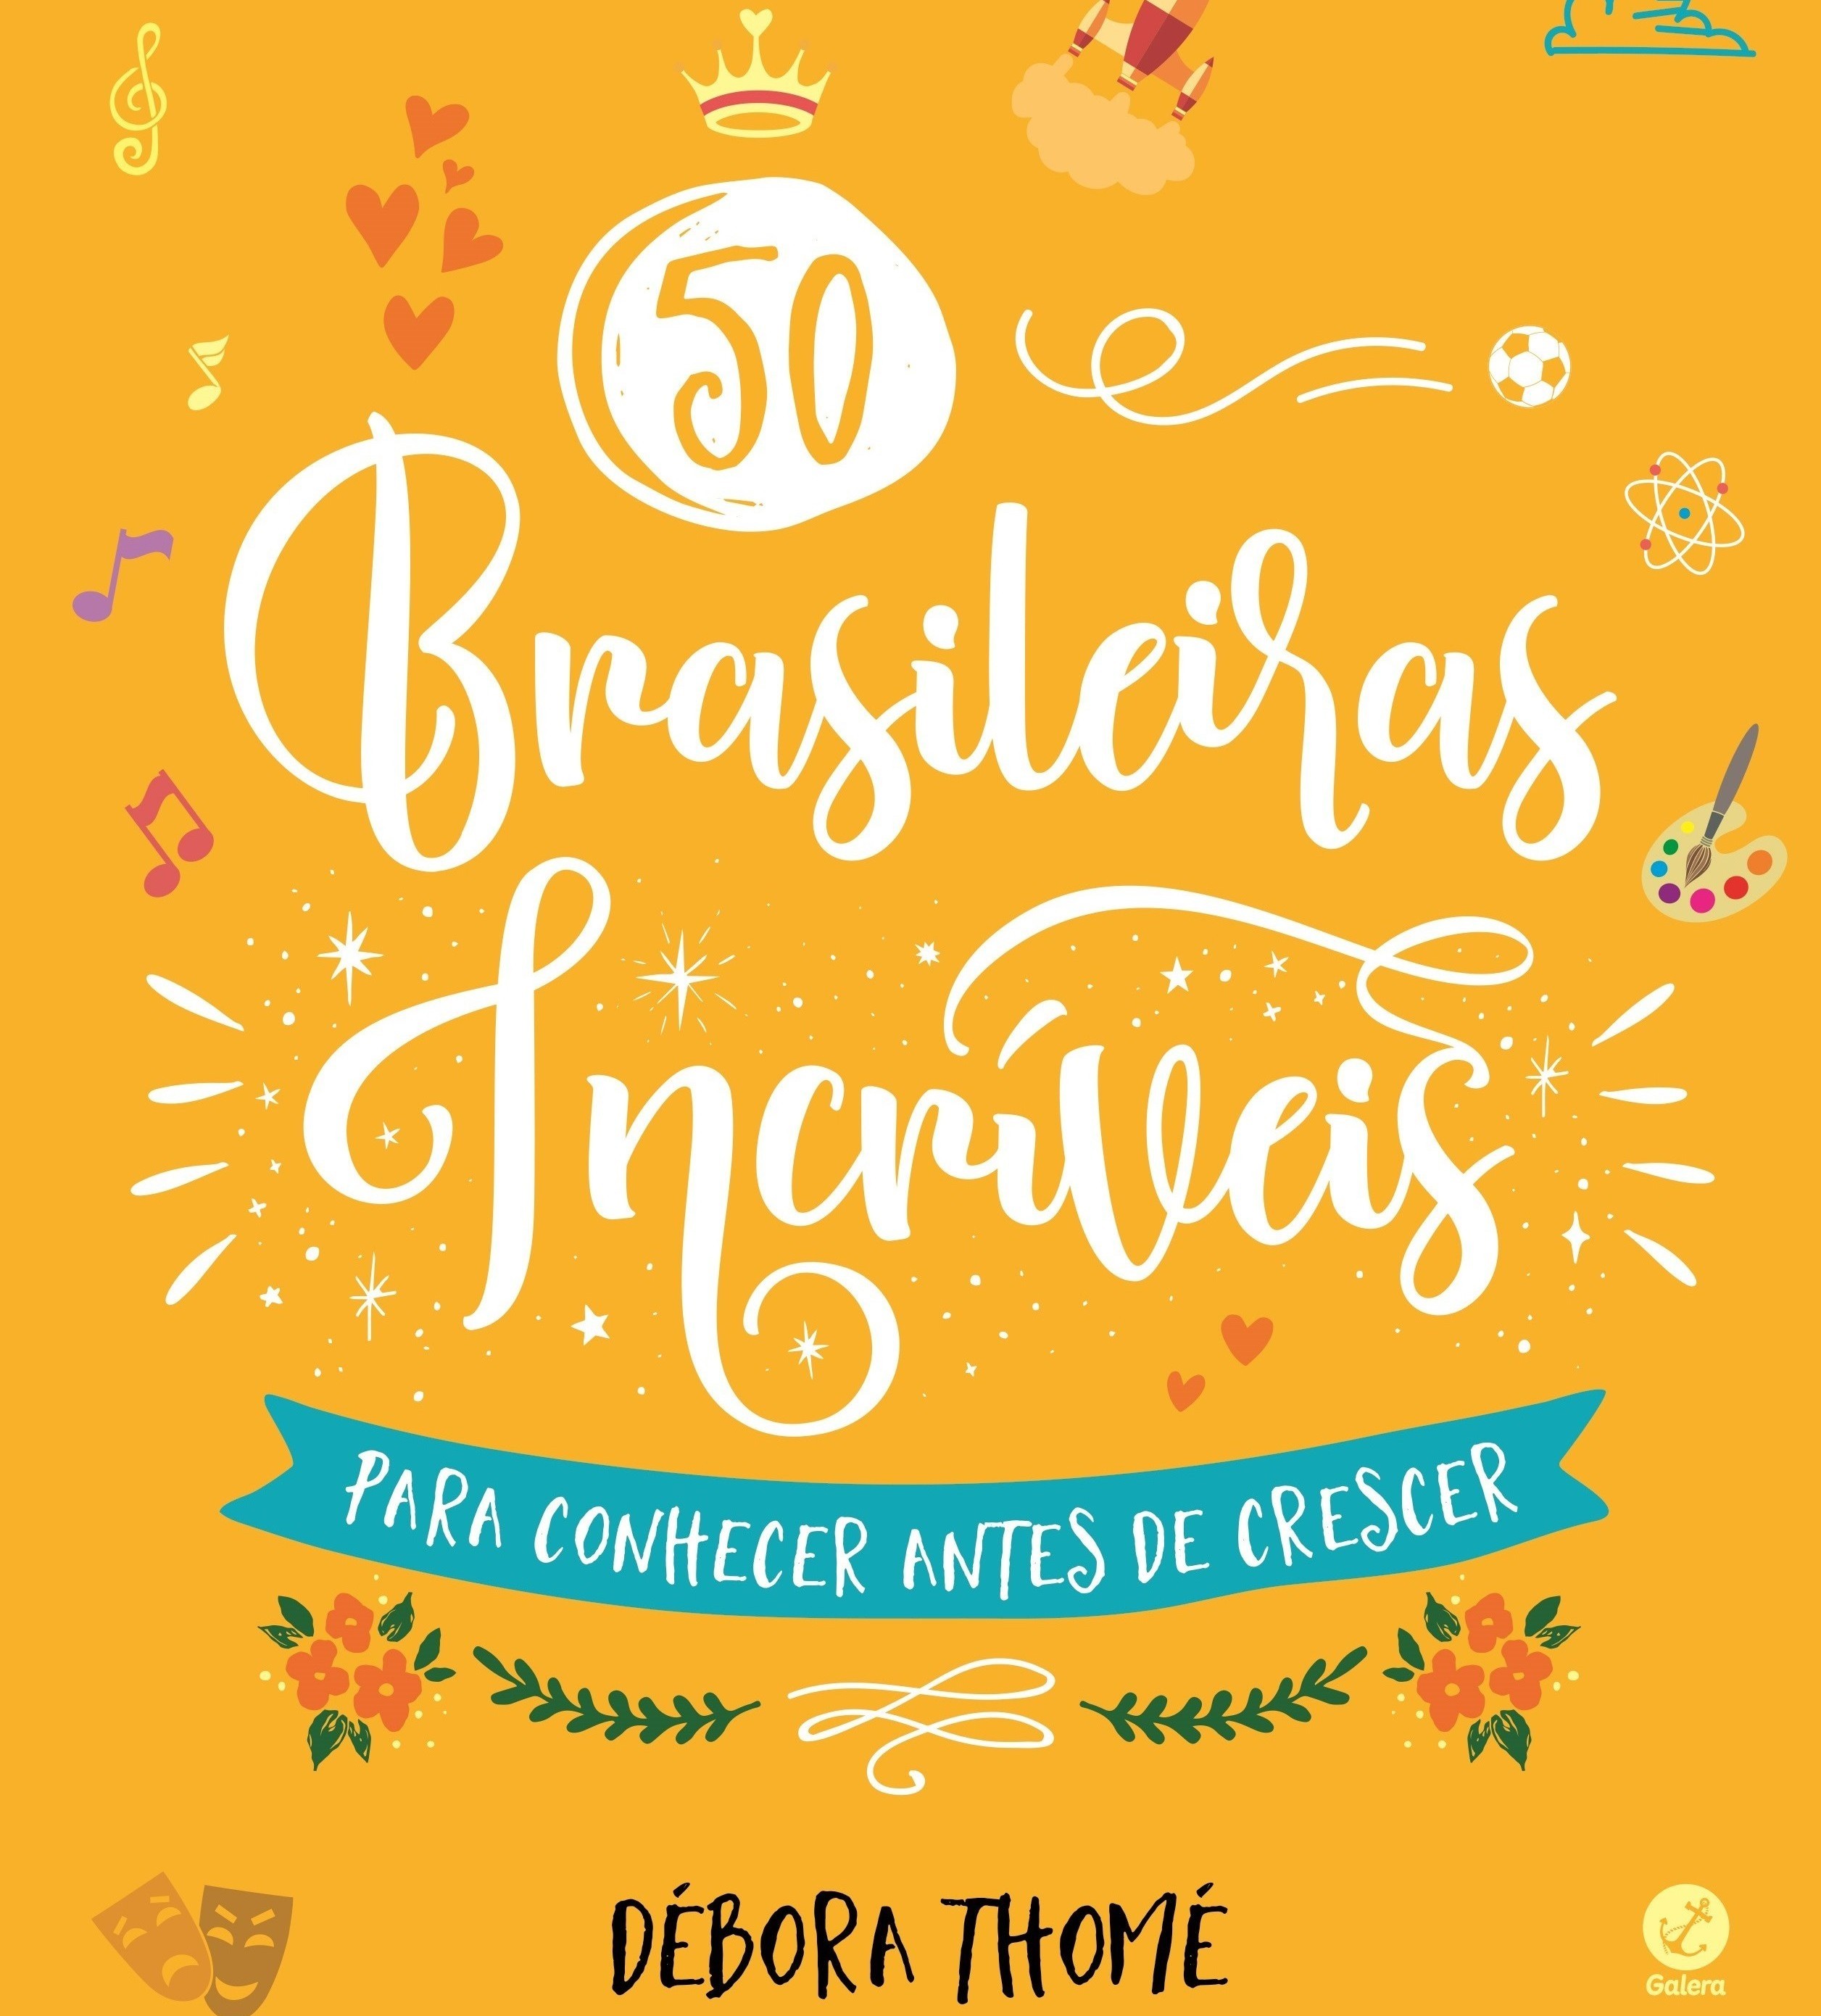 50
Brasileiras
Incríveis
PARA CONHECER ANTES DE CRESCER
DÉBORA THOMÉ
Galera